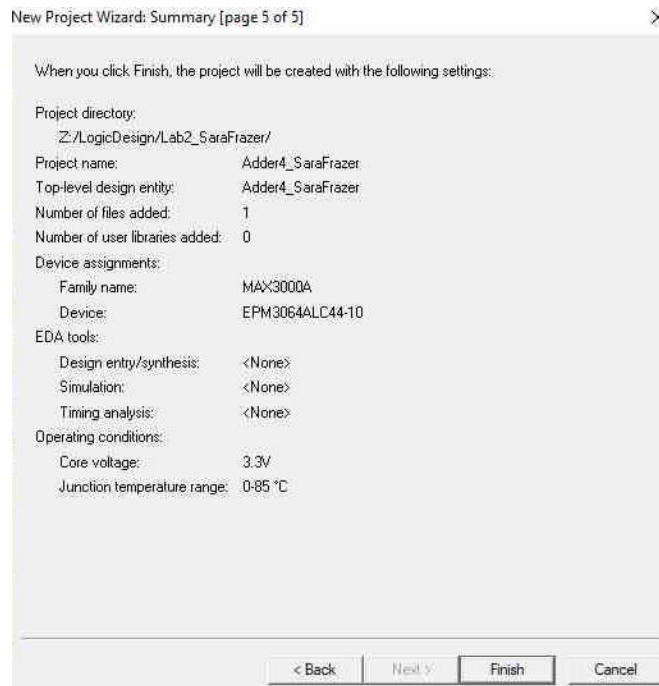 New Project Wizard: Summary [page 5 of 5]
When you click Finish, the project will be created with the following settings:
Project directory:
Z:/LogicDesign/Lab2_SaraFrazer/
Project name: Adder4_SaraFrazer
Top-level design entity: Adder4_SaraFrazer
Number of files added: 1
Number of user libraries added: 0
Device assignments:
Family name: MAX3000A
Device: EPM3064ALC44-10
EDA tools:
Design entry/synthesis: <None>
Simulation: <None>
Timing analysis: <None>
Operating conditions:
Core voltage: 3.3V
Junction temperature range: 0-85 °C
< Back Next > Finish Cancel